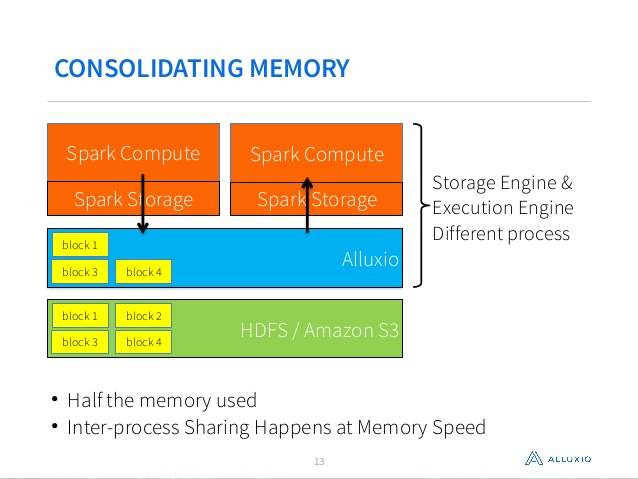 CONSOLIDATING MEMORY
Spark Compute
Spark Storage
Spark Compute
Spark Storage
Storage Engine &
Execution Engine
Different process
block 1
block 3
block 4
Alluxio
block 1
block 2
block 3
block 4
HDFS / Amazon S3
• Half the memory used
• Inter-process Sharing Happens at Memory Speed
13
ALLUXIO